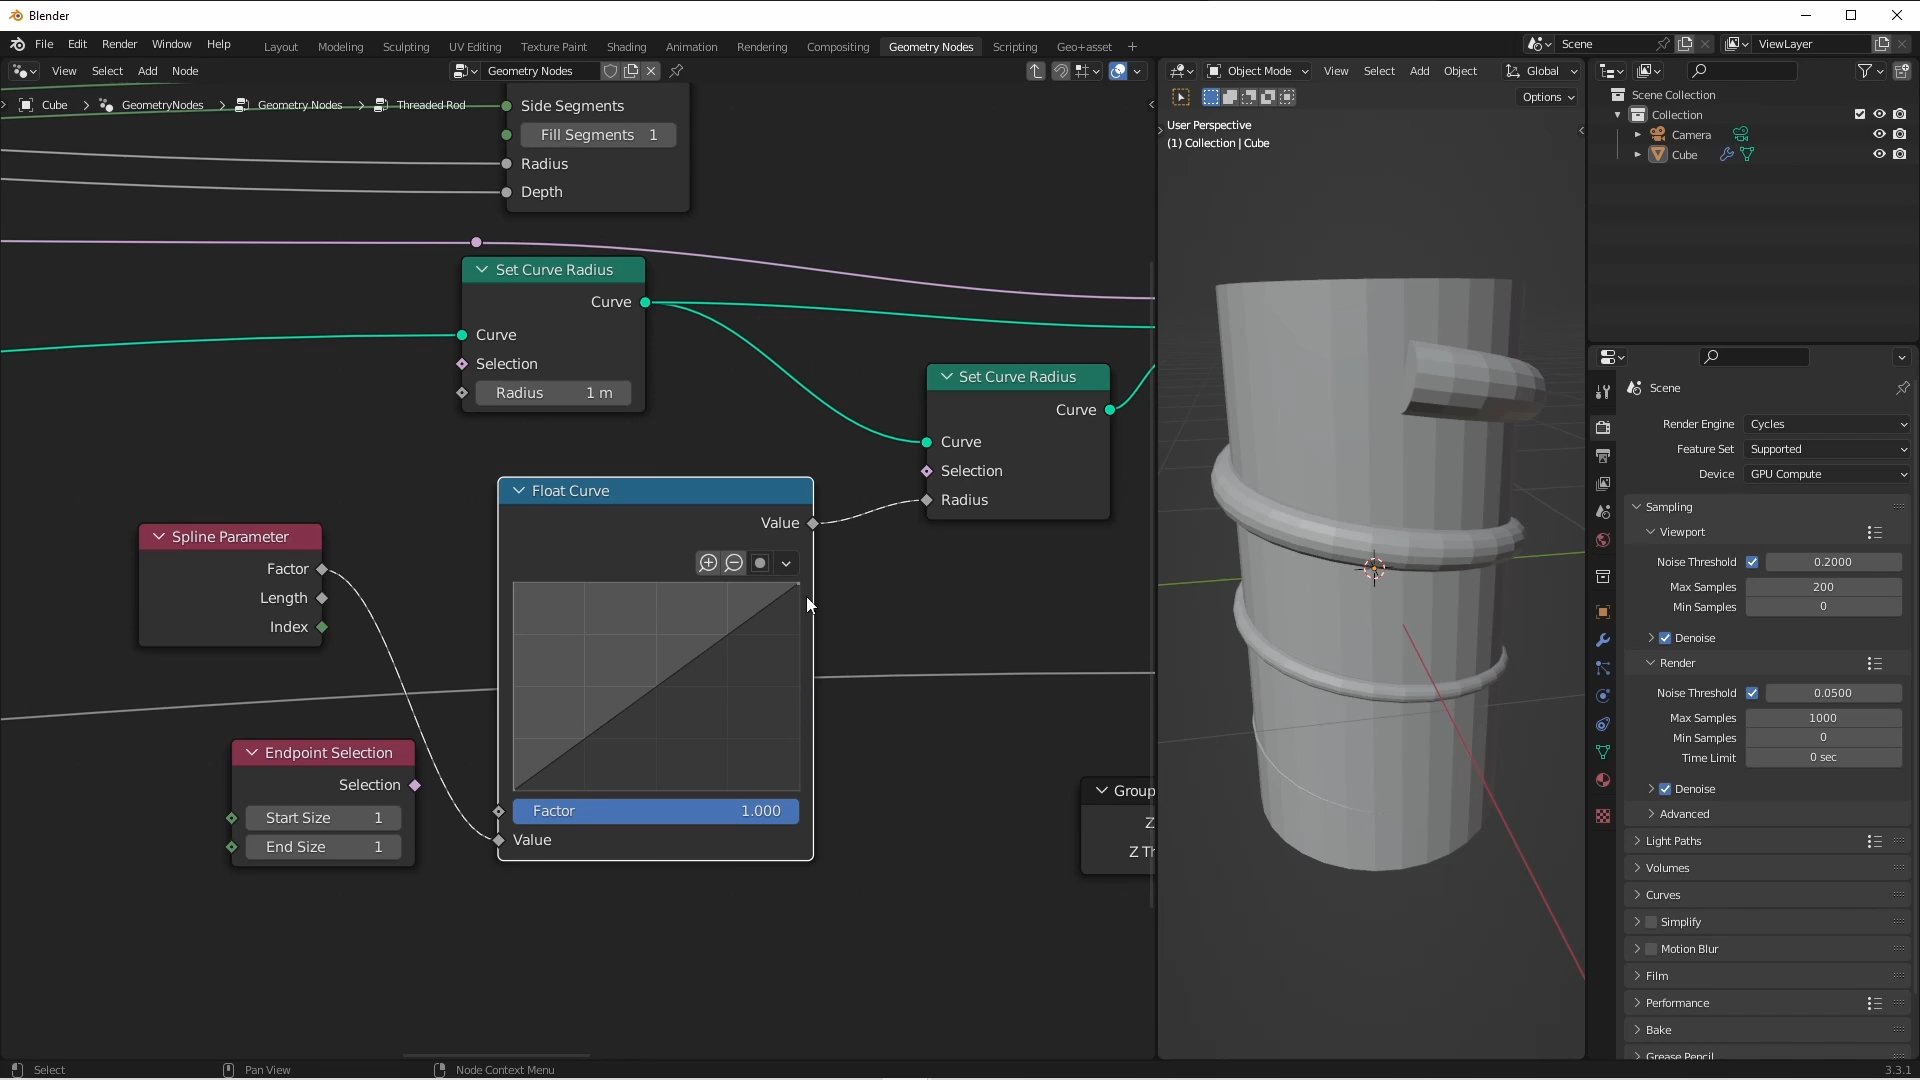 Blender
File Edit Render Window Help
Layout Modeling Sculpting UV Editing Texture Paint Shading Animation Rendering Compositing Geometry Nodes Scripting Geo+asset +
Scene
ViewLayer
View Select Add Node
Geometry Nodes
Object Mode
View Select Add Object
Global
Options
Cube > GeometryNodes > Geometry Nodes > Threaded Rod
Side Segments
Fill Segments 1
Radius
Depth
Set Curve Radius
Curve
Curve
Selection
Radius 1 m
Set Curve Radius
Curve
Curve
Selection
Radius
Float Curve
Value
Factor 1.000
Value
Spline Parameter
Factor
Length
Index
Endpoint Selection
Selection
Start Size 1
End Size 1
Group
Z
Z Th
User Perspective
(1) Collection | Cube
Scene Collection
Collection
Camera
Cube
Scene
Render Engine Cycles
Feature Set Supported
Device GPU Compute
Sampling
Viewport
Noise Threshold 0.2000
Max Samples 200
Min Samples 0
Denoise
Render
Noise Threshold 0.0500
Max Samples 1000
Min Samples 0
Time Limit 0 sec
Denoise
Advanced
Light Paths
Volumes
Curves
Simplify
Motion Blur
Film
Performance
Bake
Grease Pencil
Select
Pan View
Node Context Menu
3.3.1